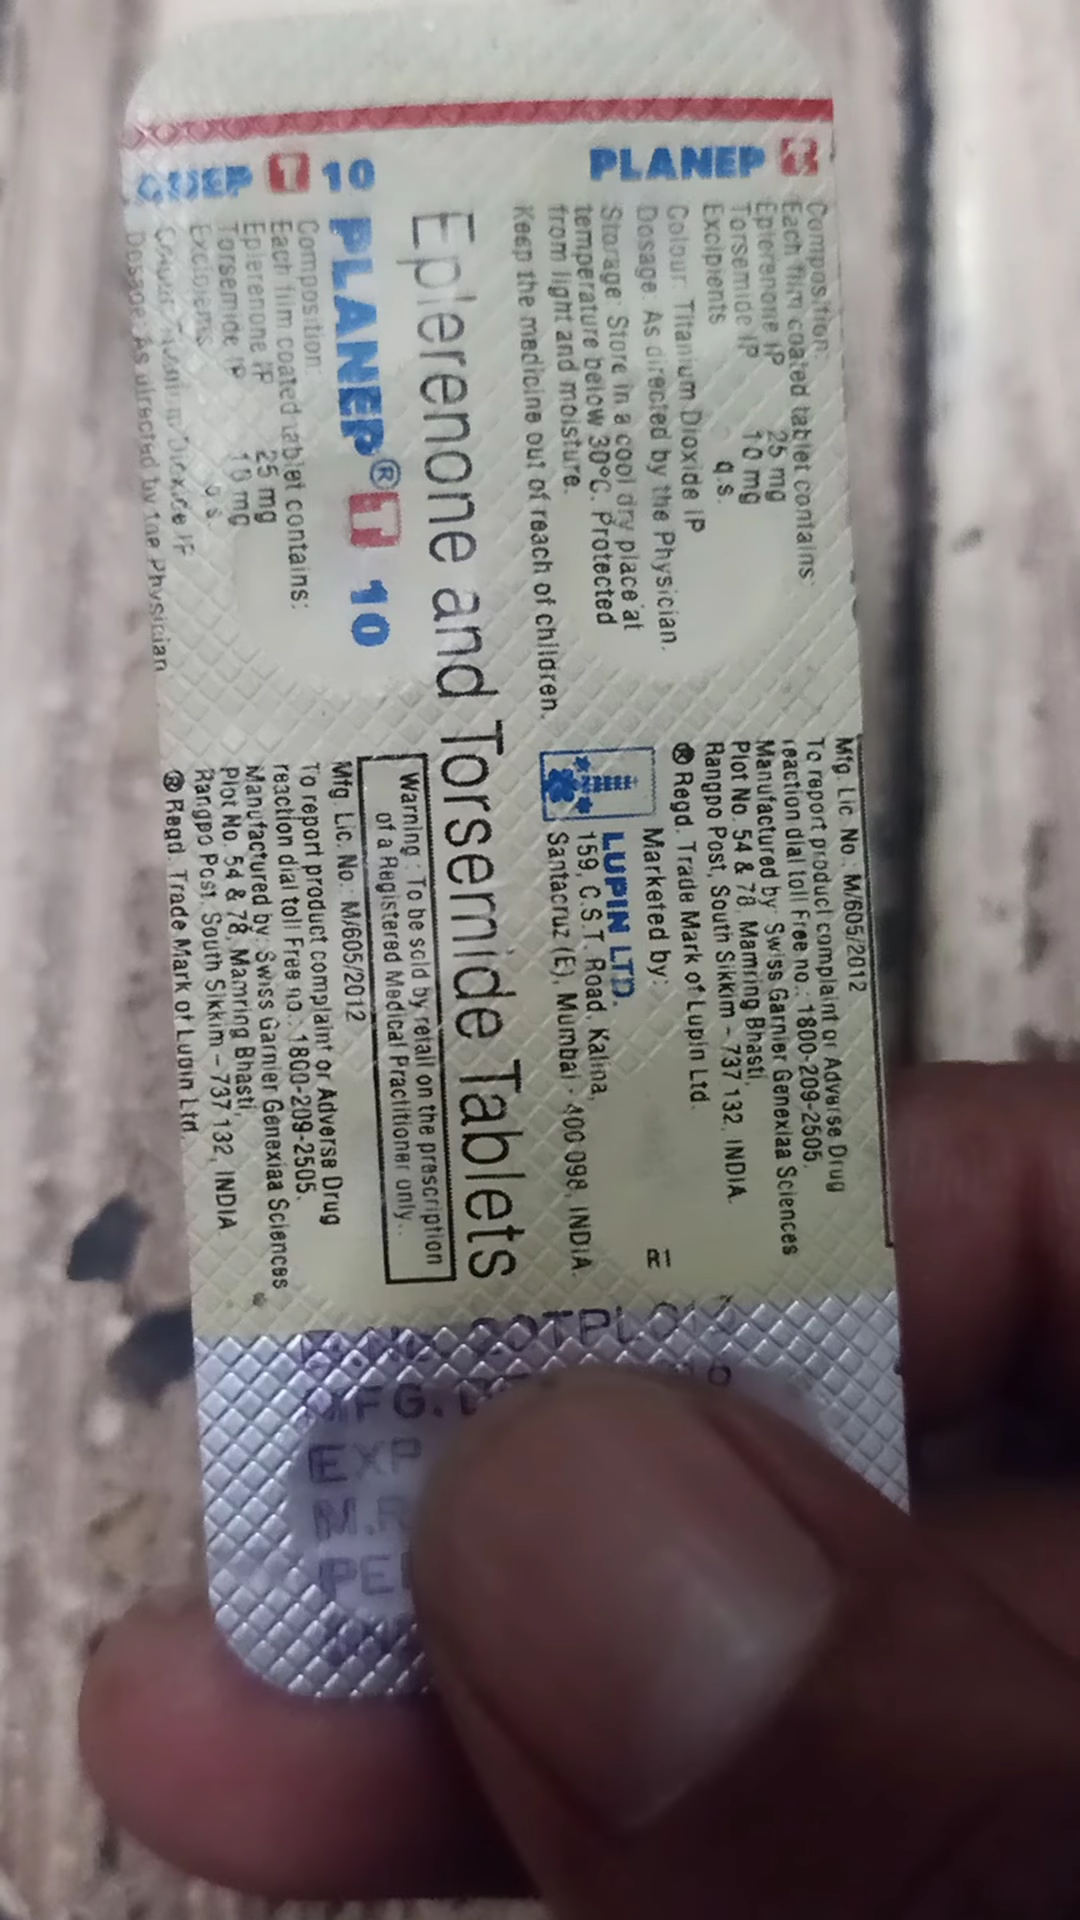 PLANEP T
Composition:
Each film coated tablet contains:
Eplerenone IP 25 mg
Torsemide IP 10 mg
Excipients q.s.
Colour: Titanium Dioxide IP
Dosage: As directed by the Physician.
Storage: Store in a cool dry place at
temperature below 30°C. Protected
from light and moisture.
Keep the medicine out of reach of children.
Mfg. Lic. No.: M/605/2012
To report product complaint or Adverse Drug
reaction dial toll Free no.: 1800-209-2505.
Manufactured by: Swiss Garnier Genexiaa Sciences
Plot No. 54 & 78, Mamring Bhasti,
Rangpo Post, South Sikkim - 737 132, INDIA.
® Regd. Trade Mark of Lupin Ltd.
Marketed by:
LUPIN LTD.
159, C.S.T. Road, Kalina,
Santacruz (E), Mumbai - 400 098. INDIA.
Eplerenone and Torsemide Tablets
PLANEP® T 10
Warning : To be sold by retail on the prescription
of a Registered Medical Practitioner only.
T 10
Composition:
Each film coated tablet contains:
Eplerenone IP 25 mg
Torsemide IP 10 mg
Excipients q.s.
Dosage: As directed by the Physician
Mfg. Lic. No.: M/605/2012
To report product complaint or Adverse Drug
reaction dial toll Free no.: 1800-209-2505.
Manufactured by: Swiss Garnier Genexiaa Sciences
Plot No. 54 & 78, Mamring Bhasti,
Rangpo Post, South Sikkim - 737 132, INDIA
® Regd. Trade Mark of Lupin Ltd.
EXP